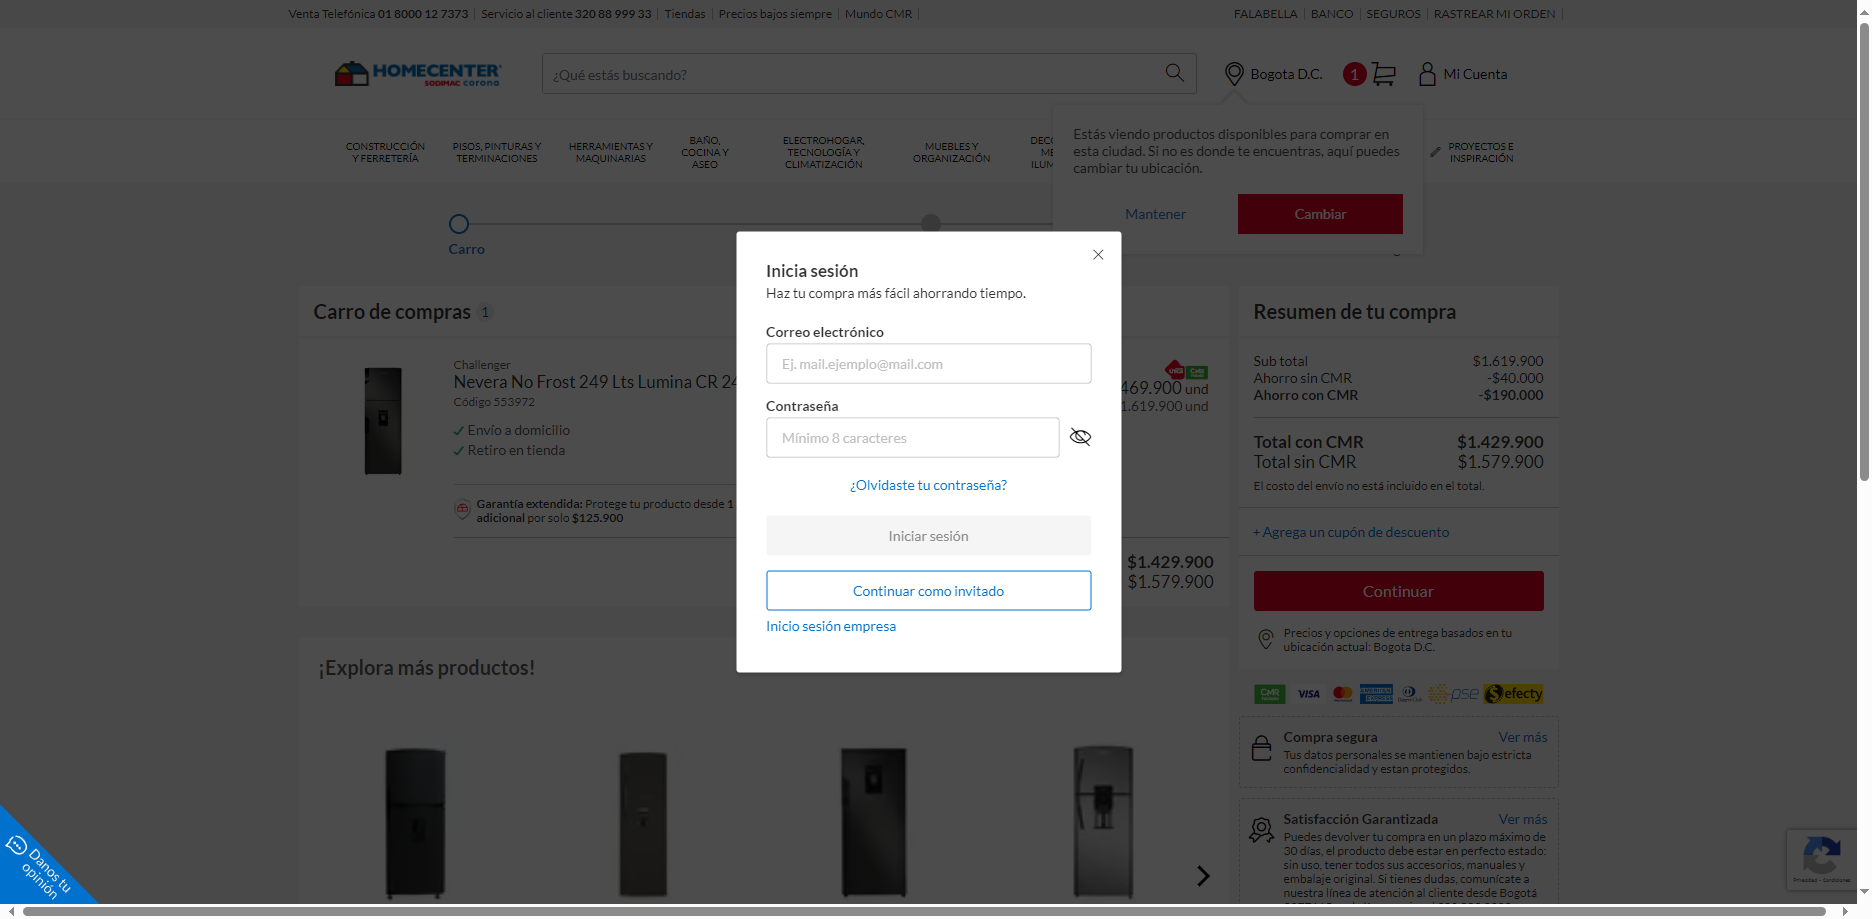 Venta Telefónica 01 8000 12 7373
Servicio al cliente 320 88 999 33
Tiendas
Precios bajos siempre
Mundo CMR
FALABELLA
BANCO
SEGUROS
RASTREAR MI ORDEN
HOMECENTER
SODIMAC corona
¿Qué estás buscando?
Bogota D.C.
1
Mi Cuenta
CONSTRUCCIÓN
Y FERRETERÍA
PISOS, PINTURAS Y
TERMINACIONES
HERRAMIENTAS Y
MAQUINARIAS
BAÑO,
COCINA Y
ASEO
ELECTROHOGAR,
TECNOLOGÍA Y
CLIMATIZACIÓN
MUEBLES Y
ORGANIZACIÓN
PROYECTOS E
INSPIRACIÓN
Estás viendo productos disponibles para comprar en
esta ciudad. Si no es donde te encuentras, aquí puedes
cambiar tu ubicación.
Mantener
Cambiar
Carro
Inicia sesión
Haz tu compra más fácil ahorrando tiempo.
Correo electrónico
Ej. mail.ejemplo@mail.com
Contraseña
Mínimo 8 caracteres
¿Olvidaste tu contraseña?
Iniciar sesión
Continuar como invitado
Inicio sesión empresa
Carro de compras 1
Challenger
Nevera No Frost 249 Lts Lumina CR 24
Código 553972
Envío a domicilio
Retiro en tienda
Garantía extendida: Protege tu producto desde 1
adicional por solo $125.900
469.900 und
1.619.900 und
$1.429.900
$1.579.900
Resumen de tu compra
Sub total $1.619.900
Ahorro sin CMR -$40.000
Ahorro con CMR -$190.000
Total con CMR $1.429.900
Total sin CMR $1.579.900
El costo del envío no está incluido en el total.
+ Agrega un cupón de descuento
Continuar
Precios y opciones de entrega basados en tu
ubicación actual: Bogota D.C.
CMR
VISA
pse
Efecty
Compra segura Ver más
Tus datos personales se mantienen bajo estricta
confidencialidad y estan protegidos.
Satisfacción Garantizada Ver más
Puedes devolver tu compra en un plazo máximo de
30 días, el producto debe estar en perfecto estado:
sin uso, tener todos sus accesorios, manuales y
embalaje original. Si tienes dudas, comunícate a
nuestra línea de atención al cliente desde Bogotá
¡Explora más productos!
Danos tu
opinión